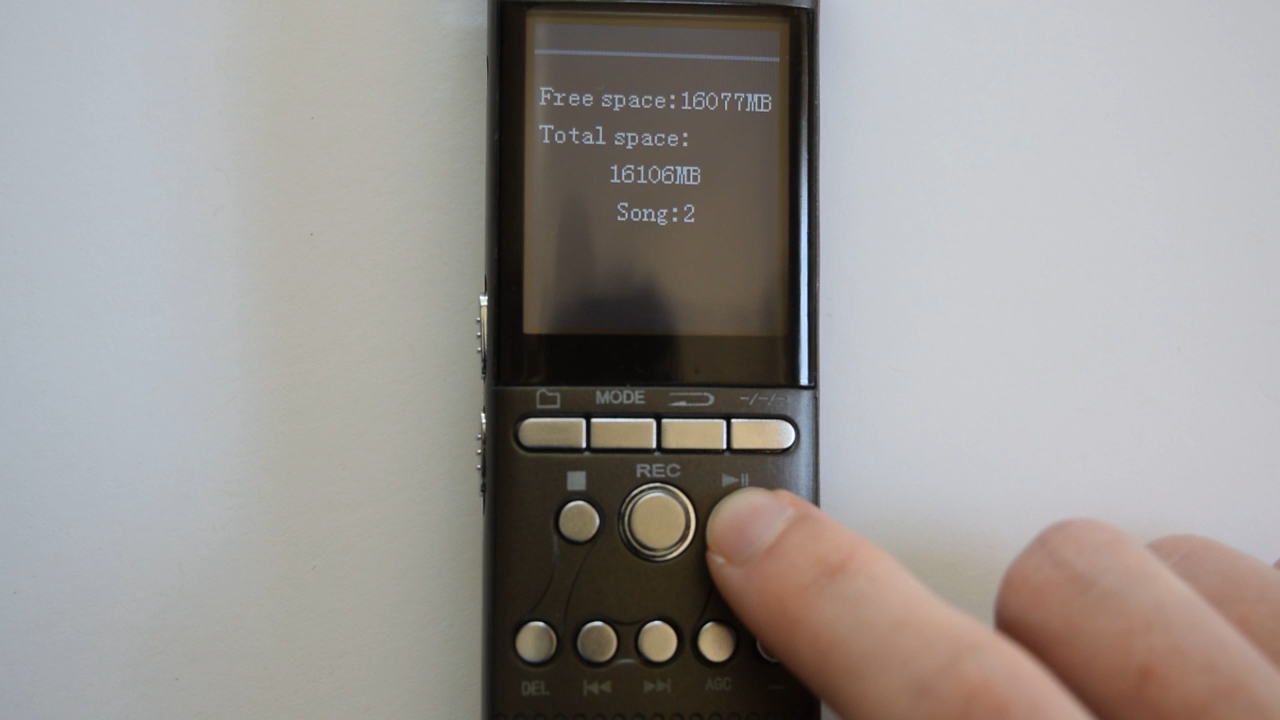 Free space:16077MB
Total space:
16106MB
Song:2
MODE
-/-/-
REC
DEL
AGC